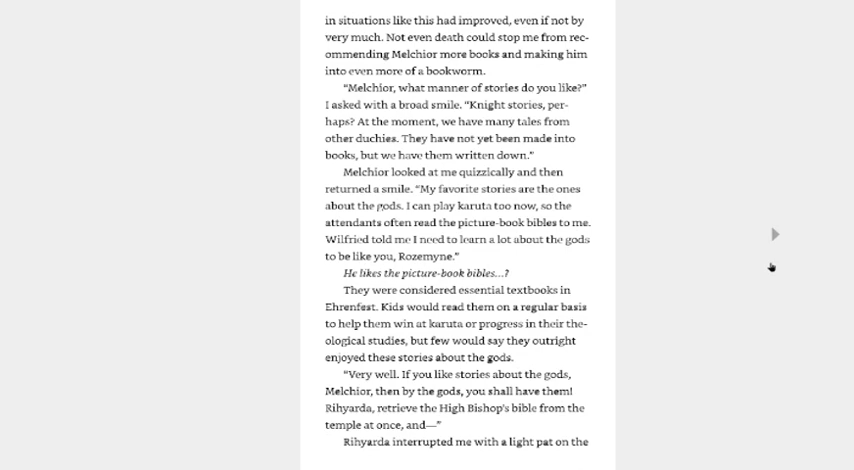 in situations like this had improved, even if not by
very much. Not even death could stop me from rec-
ommending Melchior more books and making him
into even more of a bookworm.
“Melchior, what manner of stories do you like?”
I asked with a broad smile. “Knight stories, per-
haps? At the moment, we have many tales from
other duchies. They have not yet been made into
books, but we have them written down.”
Melchior looked at me quizzically and then
returned a smile. “My favorite stories are the ones
about the gods. I can play karuta too now, so the
attendants often read the picture-book bibles to me.
Wilfried told me I need to learn a lot about the gods
to be like you, Rozemyne.”
He likes the picture-book bibles...?
They were considered essential textbooks in
Ehrenfest. Kids would read them on a regular basis
to help them win at karuta or progress in their the-
ological studies, but few would say they outright
enjoyed these stories about the gods.
“Very well. If you like stories about the gods,
Melchior, then by the gods, you shall have them!
Rihyarda, retrieve the High Bishop’s bible from the
temple at once, and—”
Rihyarda interrupted me with a light pat on the